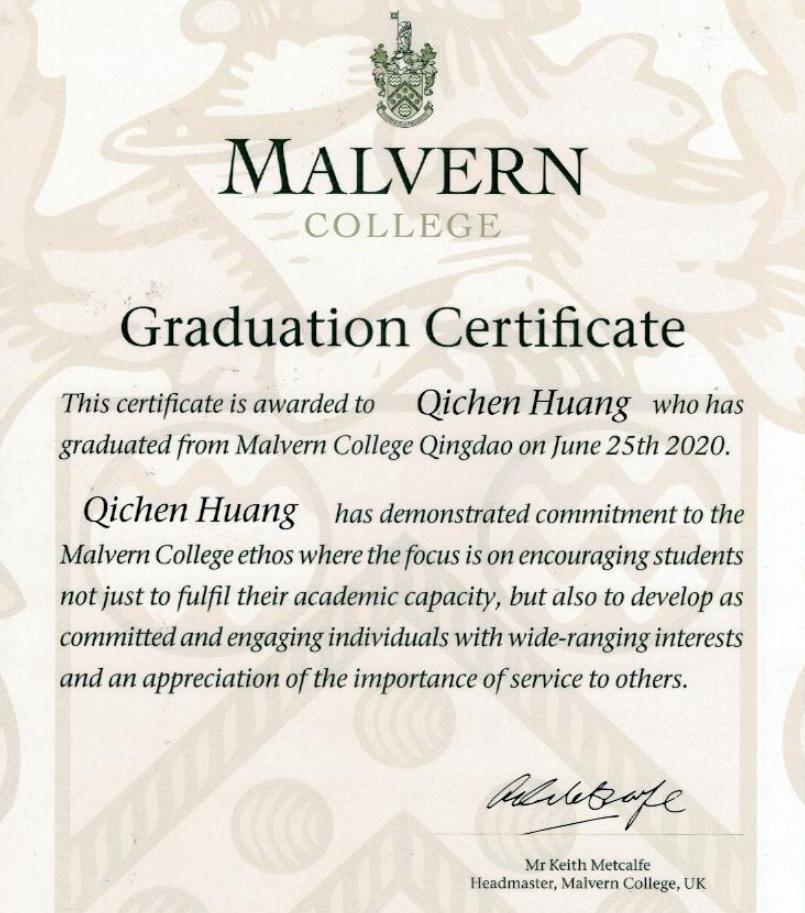 MALVERN
COLLEGE
Graduation Certificate
This certificate is awarded to Qichen Huang who has
graduated from Malvern College Qingdao on June 25th 2020.
Qichen Huang has demonstrated commitment to the
Malvern College ethos where the focus is on encouraging students
not just to fulfil their academic capacity, but also to develop as
committed and engaging individuals with wide-ranging interests
and an appreciation of the importance of service to others.
Mr Keith Metcalfe
Headmaster, Malvern College, UK